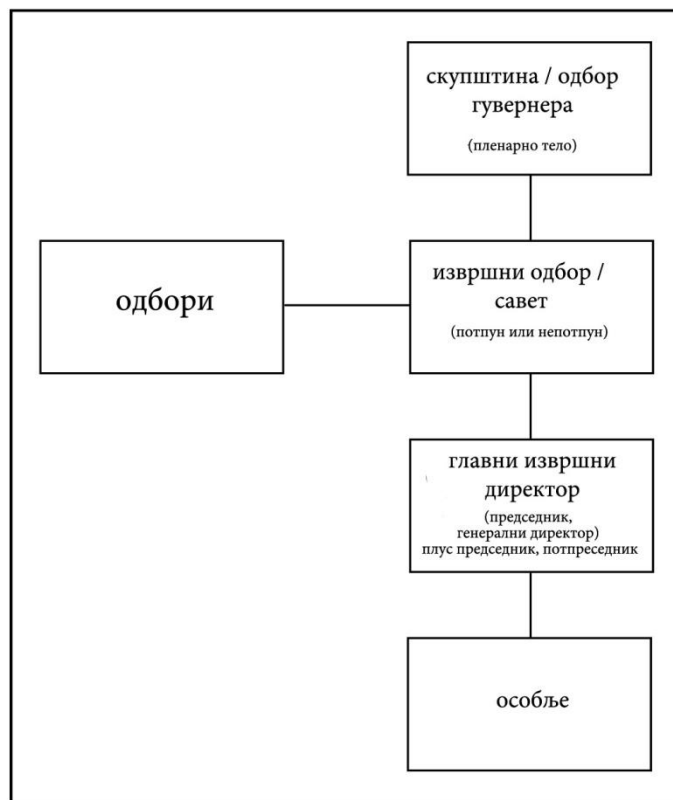 скупштина / одбор
гувернера
(пленарно тело)
одбори
извршни одбор /
савет
(потпун или непотпун)
главни извршни
директор
(председник,
генерални директор)
плус председник, потпреседник
особље